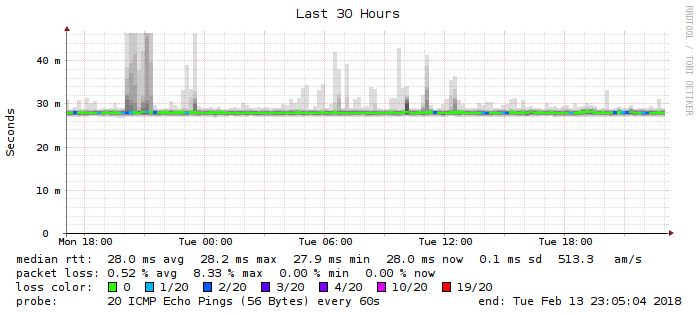 Last 30 Hours
RRDTOOL / TOBI OETIKER
Seconds
40 m
30 m
20 m
10 m
0
Mon 18:00 Tue 00:00 Tue 06:00 Tue 12:00 Tue 18:00
median rtt: 28.0 ms avg 28.2 ms max 27.9 ms min 28.0 ms now 0.1 ms sd 513.3 am/s
packet loss: 0.52 % avg 8.33 % max 0.00 % min 0.00 % now
loss color: 0 1/20 2/20 3/20 4/20 10/20 19/20
probe: 20 ICMP Echo Pings (56 Bytes) every 60s end: Tue Feb 13 23:05:04 2018